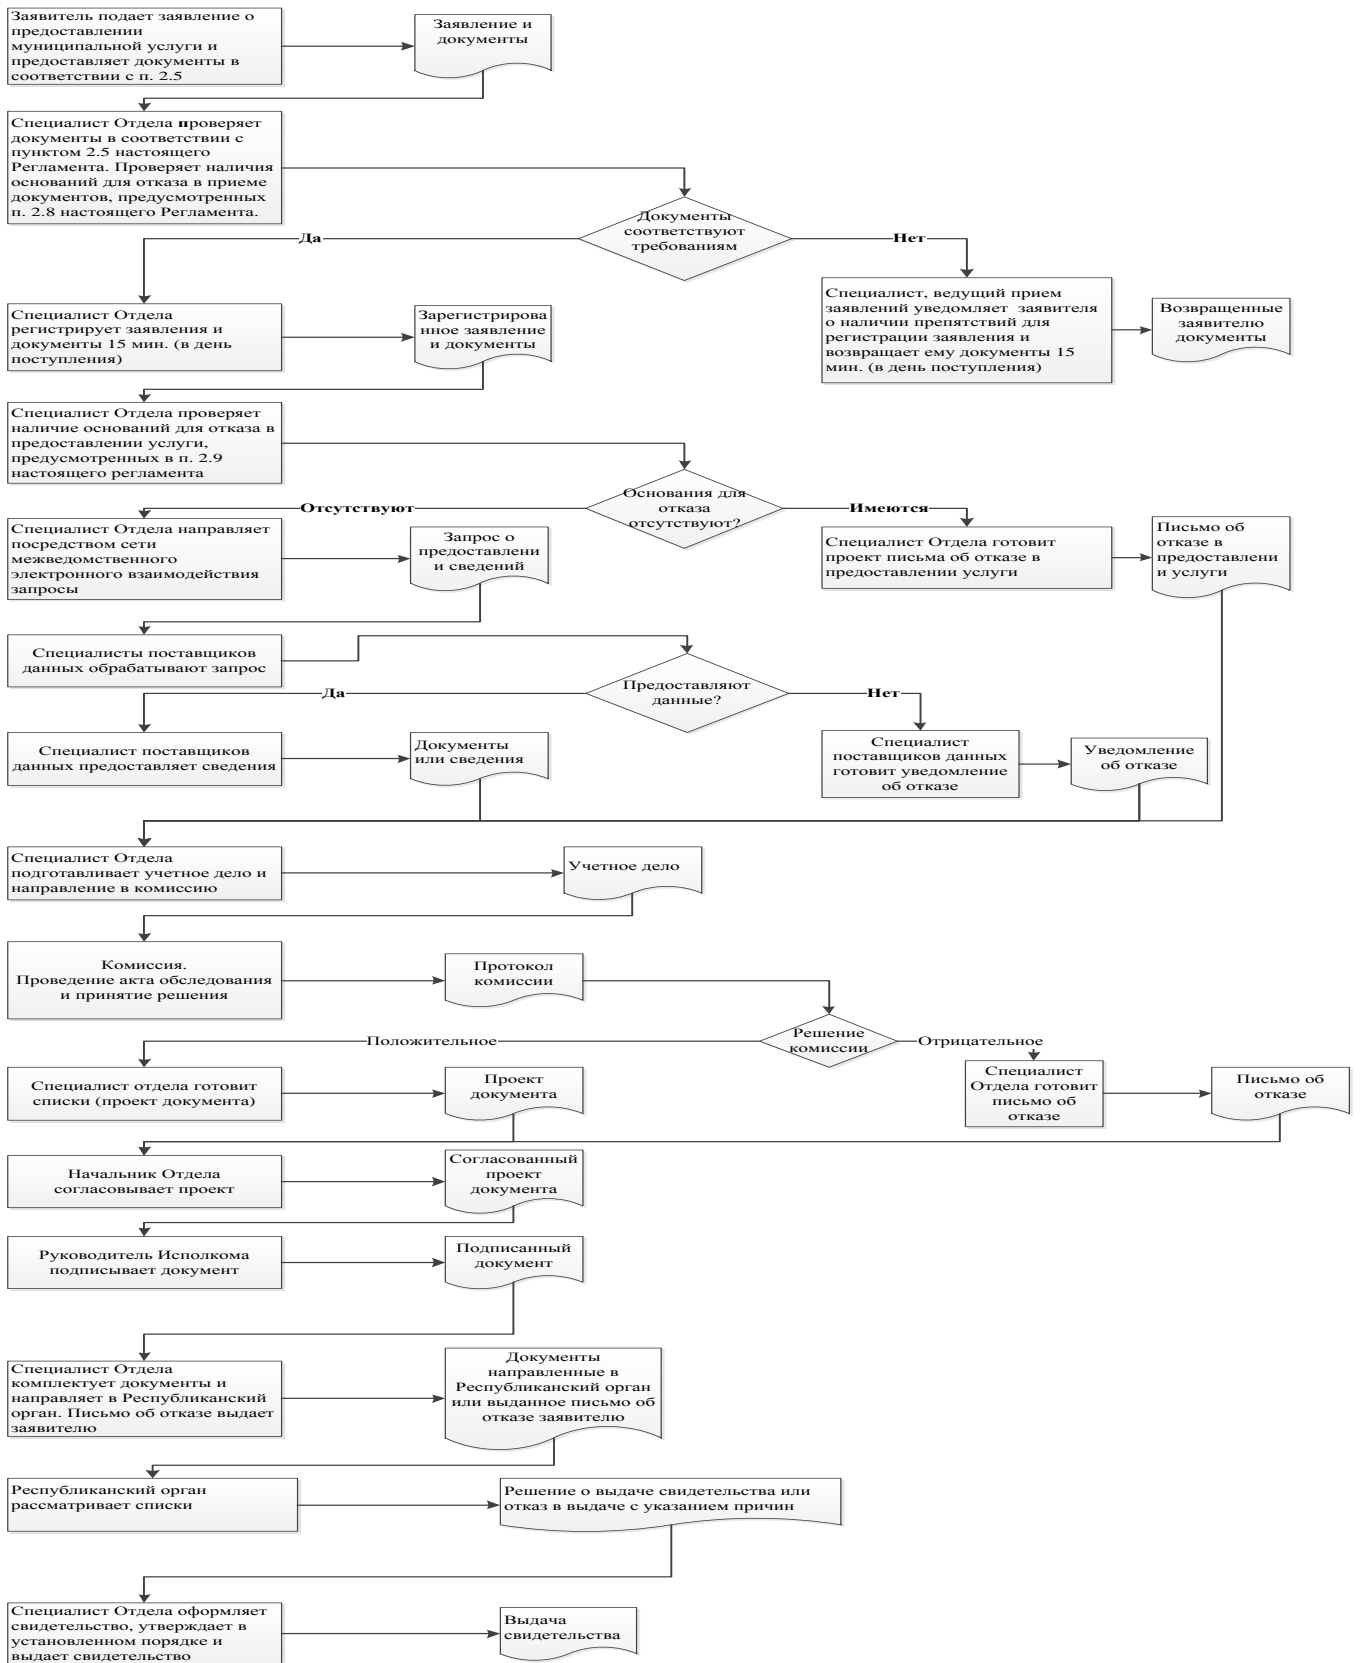 Заявитель подает заявление о
предоставлении
муниципальной услуги и
предоставляет документы в
соответствии с п. 2.5
Заявление и
документы
Специалист Отдела проверяет
документы в соответствии с
пунктом 2.5 настоящего
Регламента. Проверяет наличия
оснований для отказа в приеме
документов, предусмотренных
п. 2.8 настоящего Регламента.
Документы
соответствуют
требованиям
Да
Нет
Специалист Отдела
регистрирует заявления и
документы 15 мин. (в день
поступления)
Зарегистрирова
нное заявление
и документы
Специалист, ведущий прием
заявлений уведомляет заявителя
о наличии препятствий для
регистрации заявления и
возвращает ему документы 15
мин. (в день поступления)
Возвращенные
заявителю
документы
Специалист Отдела проверяет
наличие оснований для отказа в
предоставлении услуги,
предусмотренных в п. 2.9
настоящего регламента
Основания для
отказа
отсутствуют?
Отсутствуют
Имеются
Специалист Отдела направляет
посредством сети
межведомственного
электронного взаимодействия
запросы
Запрос о
предоставлени
и сведений
Специалист Отдела готовит
проект письма об отказе в
предоставлении услуги
Письмо об
отказе в
предоставлени
и услуги
Специалисты поставщиков
данных обрабатывают запрос
Предоставляют
данные?
Да
Нет
Специалист поставщиков
данных предоставляет сведения
Документы
или сведения
Специалист
поставщиков данных
готовит уведомление
об отказе
Уведомление
об отказе
Специалист Отдела
подготавливает учетное дело и
направление в комиссию
Учетное дело
Комиссия.
Проведение акта обследования
и принятие решения
Протокол
комиссии
Решение
комиссии
Положительное
Отрицательное
Специалист отдела готовит
списки (проект документа)
Проект
документа
Специалист
Отдела готовит
письмо об
отказе
Письмо об
отказе
Начальник Отдела
согласовывает проект
Согласованный
проект
документа
Руководитель Исполкома
подписывает документ
Подписанный
документ
Специалист Отдела
комплектует документы и
направляет в Республиканский
орган. Письмо об отказе выдает
заявителю
Документы
направленные в
Республиканский орган
или выданное письмо об
отказе заявителю
Республиканский орган
рассматривает списки
Решение о выдаче свидетельства или
отказ в выдаче с указанием причин
Специалист Отдела оформляет
свидетельство, утверждает в
установленном порядке и
выдает свидетельство
Выдача
свидетельства